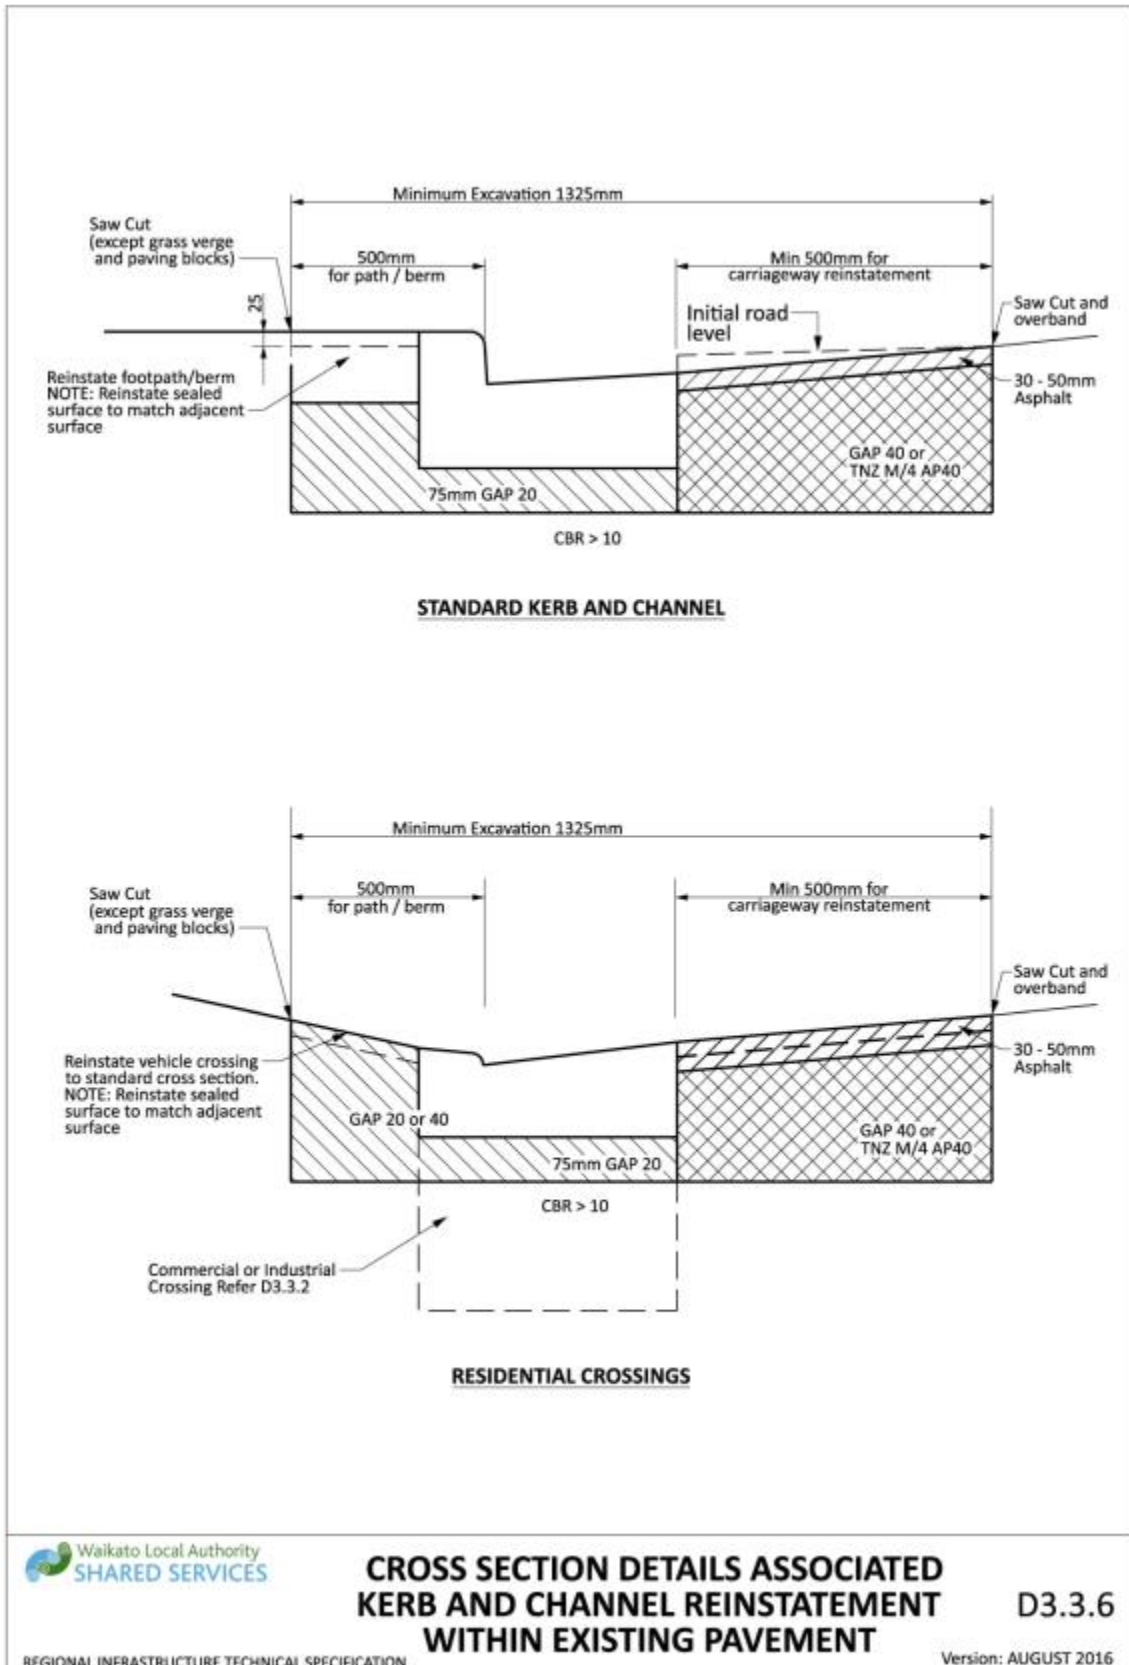 Minimum Excavation 1325mm
Saw Cut
(except grass verge
and paving blocks)
500mm
for path / berm
Min 500mm for
carriageway reinstatement
25
Initial road
level
Saw Cut and
overband
Reinstate footpath/berm
NOTE: Reinstate sealed
surface to match adjacent
surface
30 - 50mm
Asphalt
GAP 40 or
TNZ M/4 AP40
75mm GAP 20
CBR > 10
STANDARD KERB AND CHANNEL
Minimum Excavation 1325mm
Saw Cut
(except grass verge
and paving blocks)
500mm
for path / berm
Min 500mm for
carriageway reinstatement
Saw Cut and
overband
Reinstate vehicle crossing
to standard cross section.
NOTE: Reinstate sealed
surface to match adjacent
surface
30 - 50mm
Asphalt
GAP 20 or 40
GAP 40 or
TNZ M/4 AP40
75mm GAP 20
CBR > 10
Commercial or Industrial
Crossing Refer D3.3.2
RESIDENTIAL CROSSINGS
Waikato Local Authority
SHARED SERVICES
CROSS SECTION DETAILS ASSOCIATED
KERB AND CHANNEL REINSTATEMENT
WITHIN EXISTING PAVEMENT
D3.3.6
REGIONAL INFRASTRUCTURE TECHNICAL SPECIFICATION
Version: AUGUST 2016